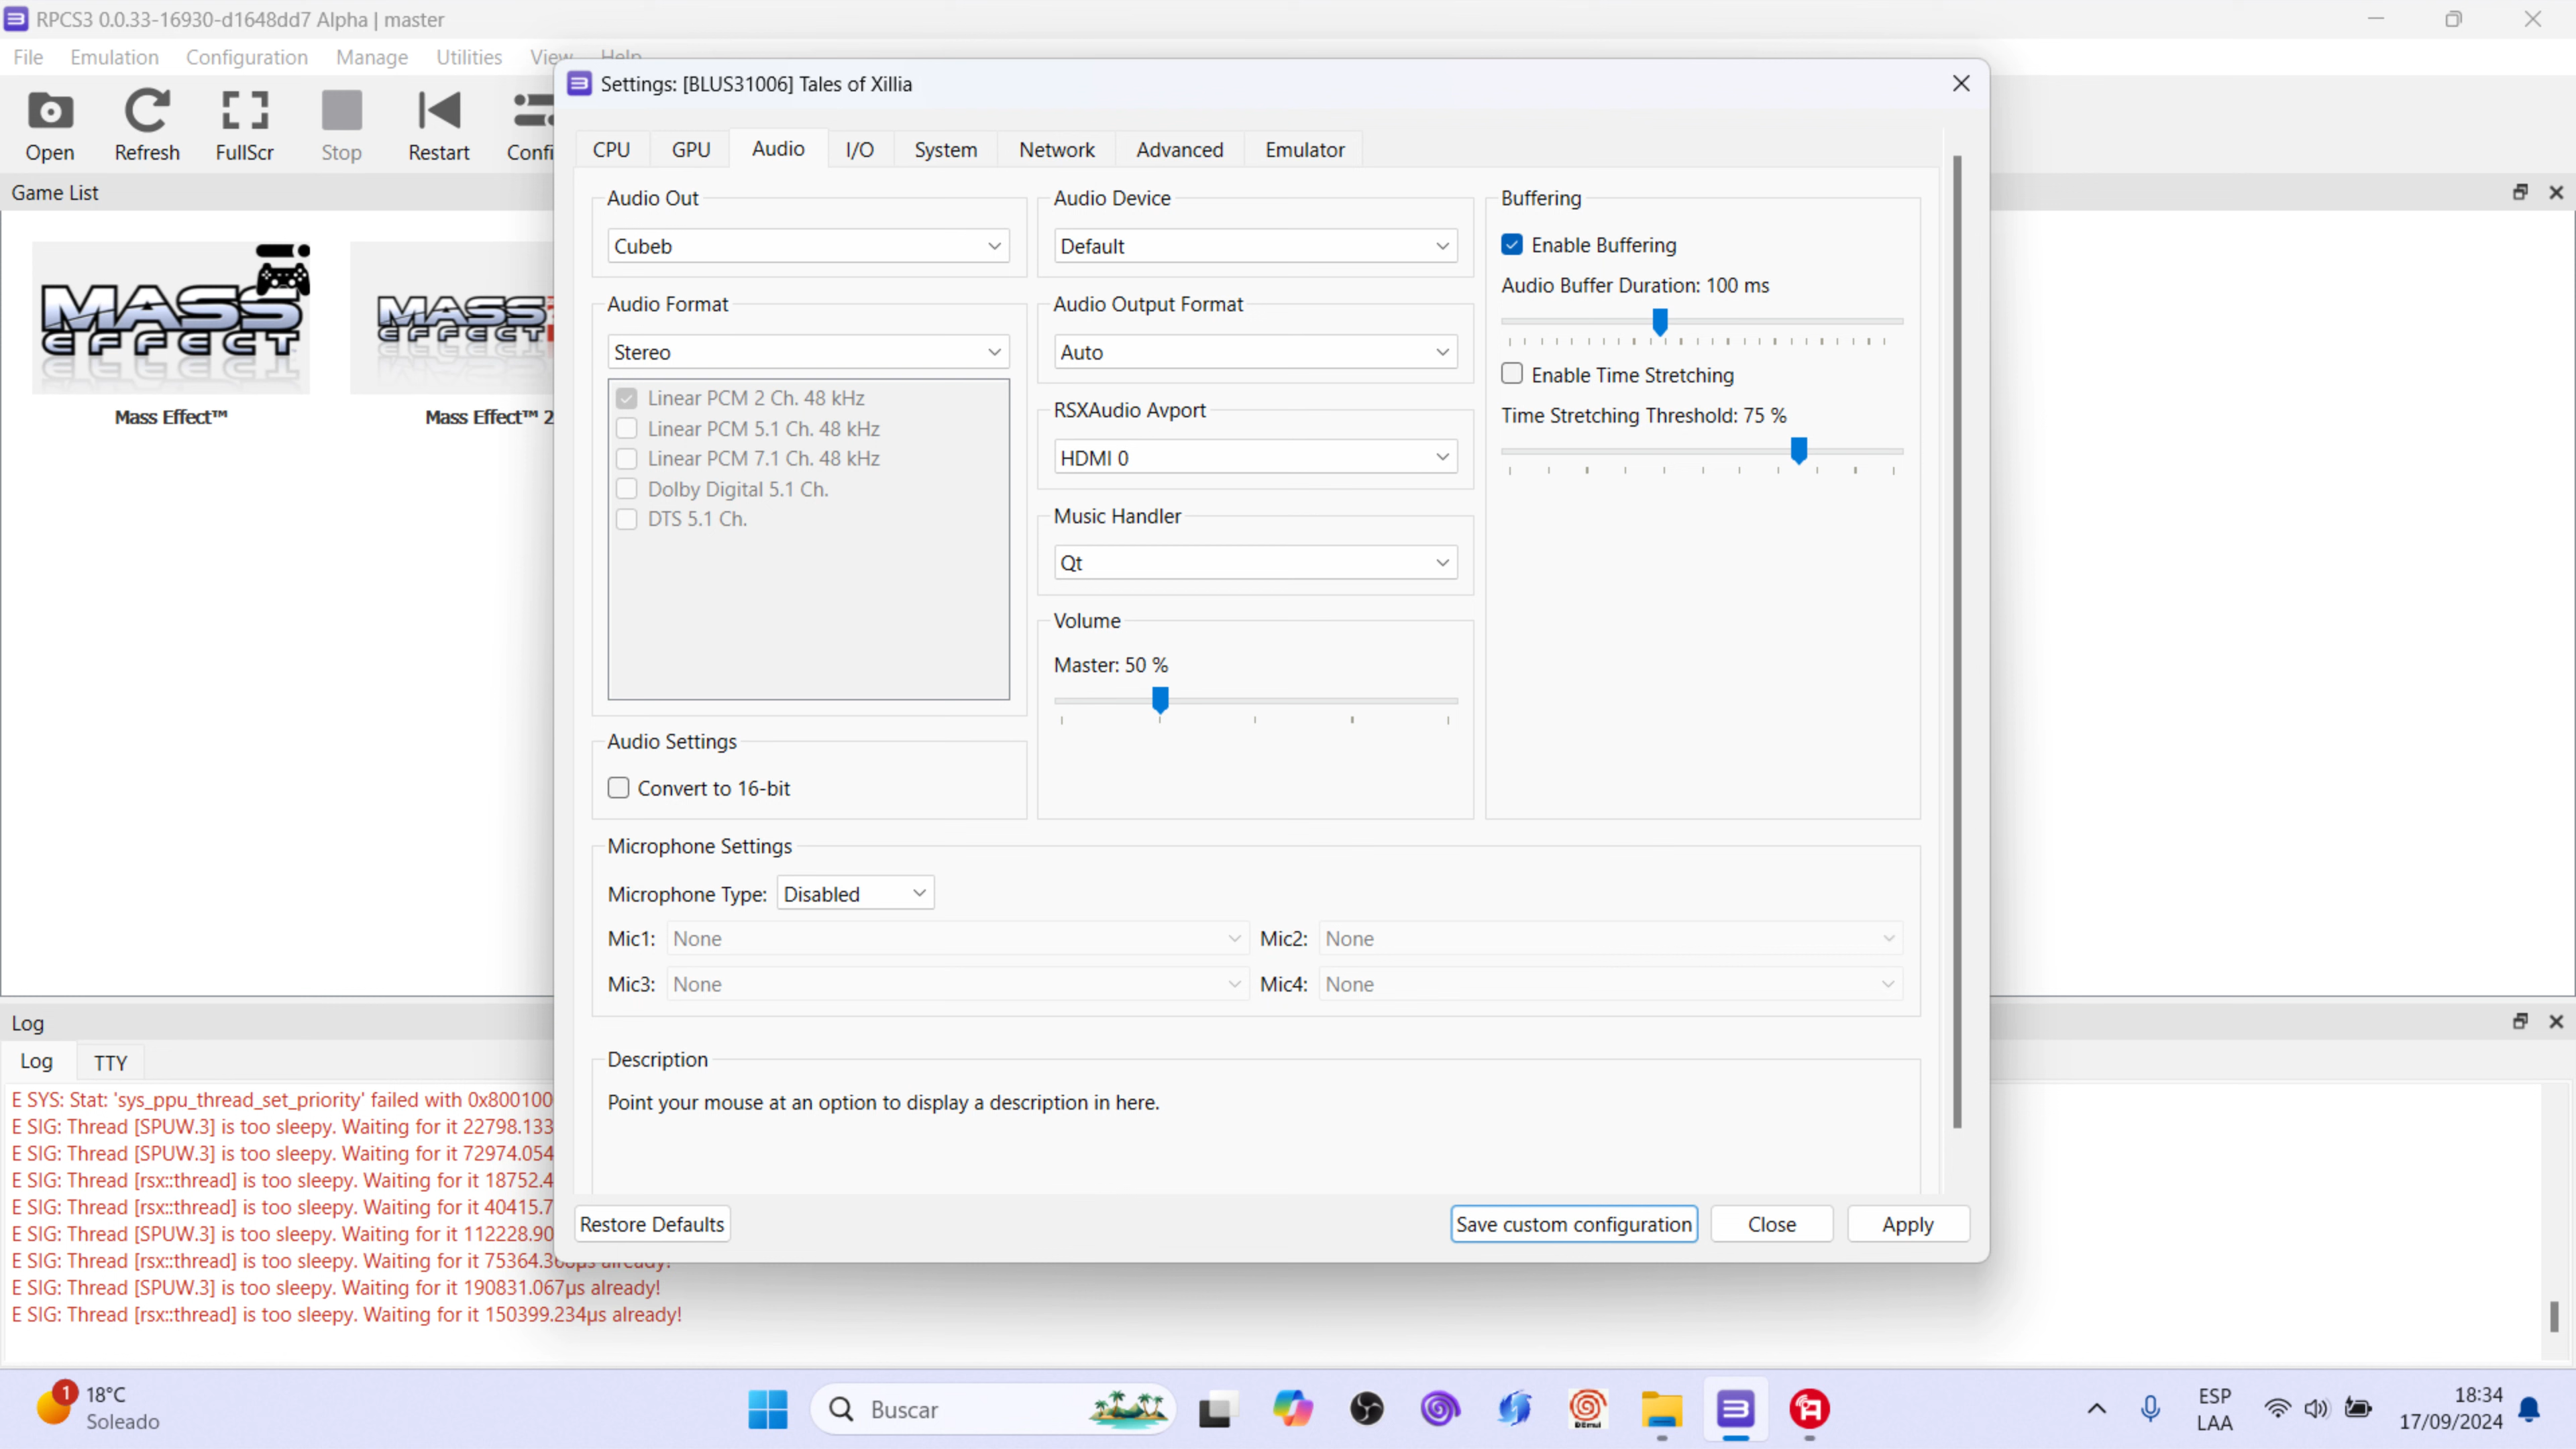 RPCS3 0.0.33-16930-d1648dd7 Alpha | master
File Emulation Configuration Manage Utilities View Help
Settings: [BLUS31006] Tales of Xillia
Open Refresh FullScr Stop Restart Confi
CPU GPU Audio I/O System Network Advanced Emulator
Game List
MASS EFFECT
MASS
EFFECT
Mass Effect™ Mass Effect™ 2
Audio Out
Cubeb
Audio Format
Stereo
Linear PCM 2 Ch. 48 kHz
Linear PCM 5.1 Ch. 48 kHz
Linear PCM 7.1 Ch. 48 kHz
Dolby Digital 5.1 Ch.
DTS 5.1 Ch.
Audio Settings
Convert to 16-bit
Audio Device
Default
Audio Output Format
Auto
RSXAudio Avport
HDMI 0
Music Handler
Qt
Volume
Master: 50 %
Buffering
Enable Buffering
Audio Buffer Duration: 100 ms
Enable Time Stretching
Time Stretching Threshold: 75 %
Microphone Settings
Microphone Type: Disabled
Mic1: None Mic2: None
Mic3: None Mic4: None
Description
Point your mouse at an option to display a description in here.
Restore Defaults Save custom configuration Close Apply
Log
Log TTY
E SYS: Stat: 'sys_ppu_thread_set_priority' failed with 0x800100
E SIG: Thread [SPUW.3] is too sleepy. Waiting for it 22798.133
E SIG: Thread [SPUW.3] is too sleepy. Waiting for it 72974.054
E SIG: Thread [rsx::thread] is too sleepy. Waiting for it 18752.4
E SIG: Thread [rsx::thread] is too sleepy. Waiting for it 40415.7
E SIG: Thread [SPUW.3] is too sleepy. Waiting for it 112228.90
E SIG: Thread [rsx::thread] is too sleepy. Waiting for it 75364.360µs already!
E SIG: Thread [SPUW.3] is too sleepy. Waiting for it 190831.067µs already!
E SIG: Thread [rsx::thread] is too sleepy. Waiting for it 150399.234µs already!
1 18°C
Soleado
Buscar
ESP
LAA
18:34
17/09/2024